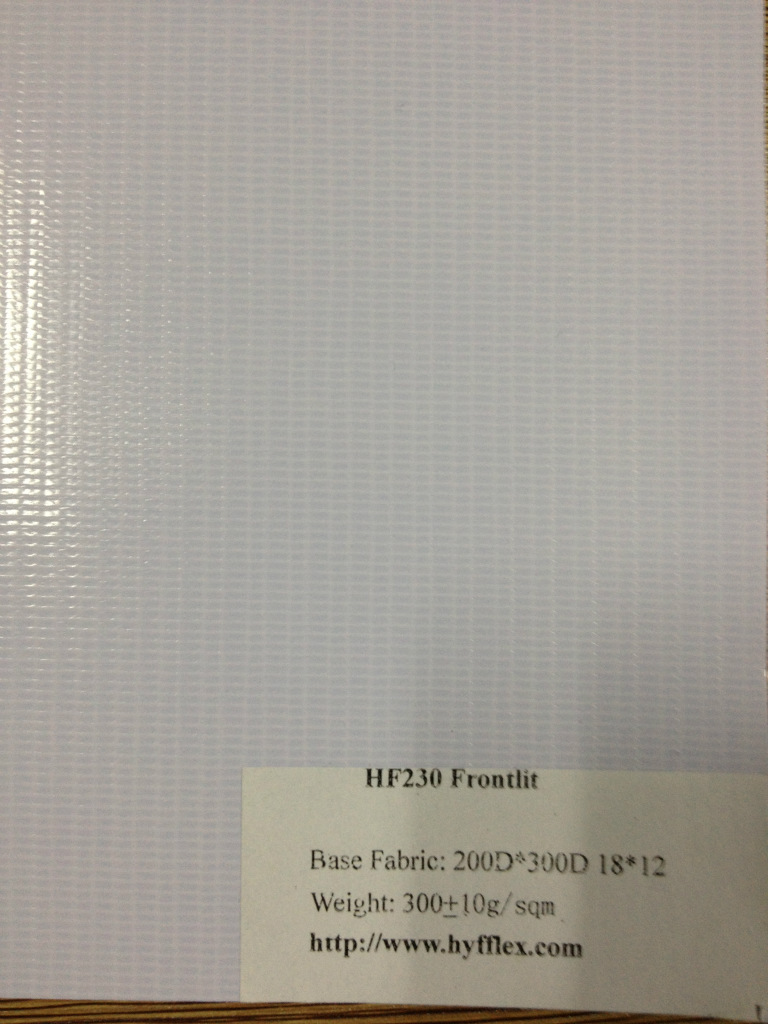 HF230 Frontlit
Base Fabric: 200D*300D 18*12
Weight: 300±10g/sqm
http://www.hyfflex.com